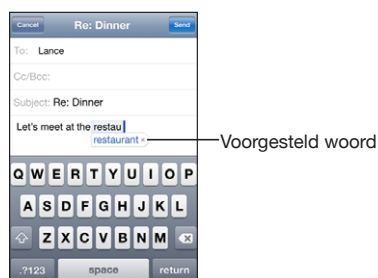 Cancel Re: Dinner Send
To: Lance
Cc/Bcc:
Subject: Re: Dinner
Let's meet at the restau
restaurant ×
Voorgesteld woord
Q W E R T Y U I O P
A S D F G H J K L
Z X C V B N M
.?123 space return